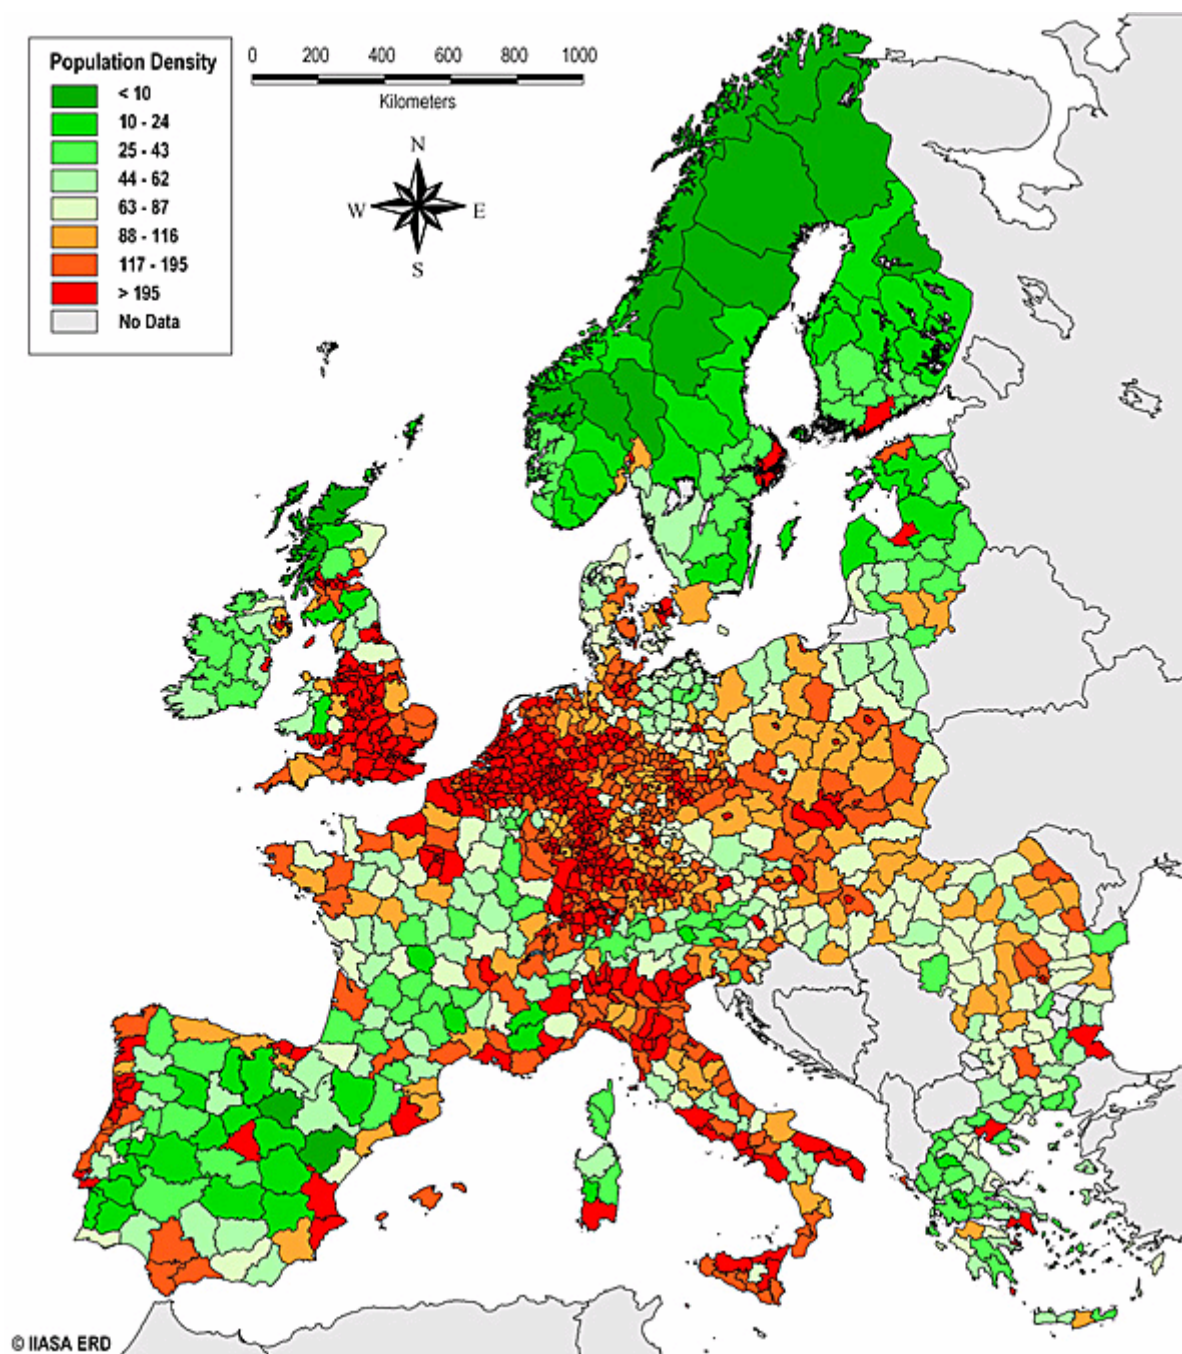 Population Density
< 10
10 - 24
25 - 43
44 - 62
63 - 87
88 - 116
117 - 195
> 195
No Data
0 200 400 600 800 1000
Kilometers
N
W E
S
© IIASA ERD